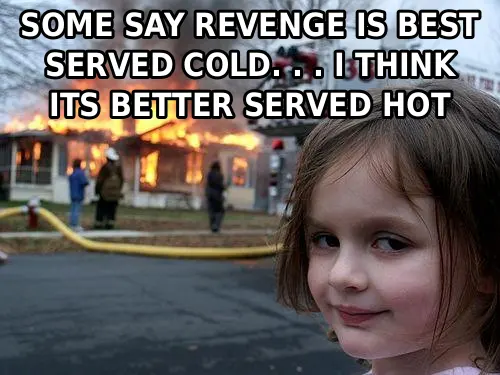 SOME SAY REVENGE IS BEST
SERVED COLD. . . I THINK
ITS BETTER SERVED HOT